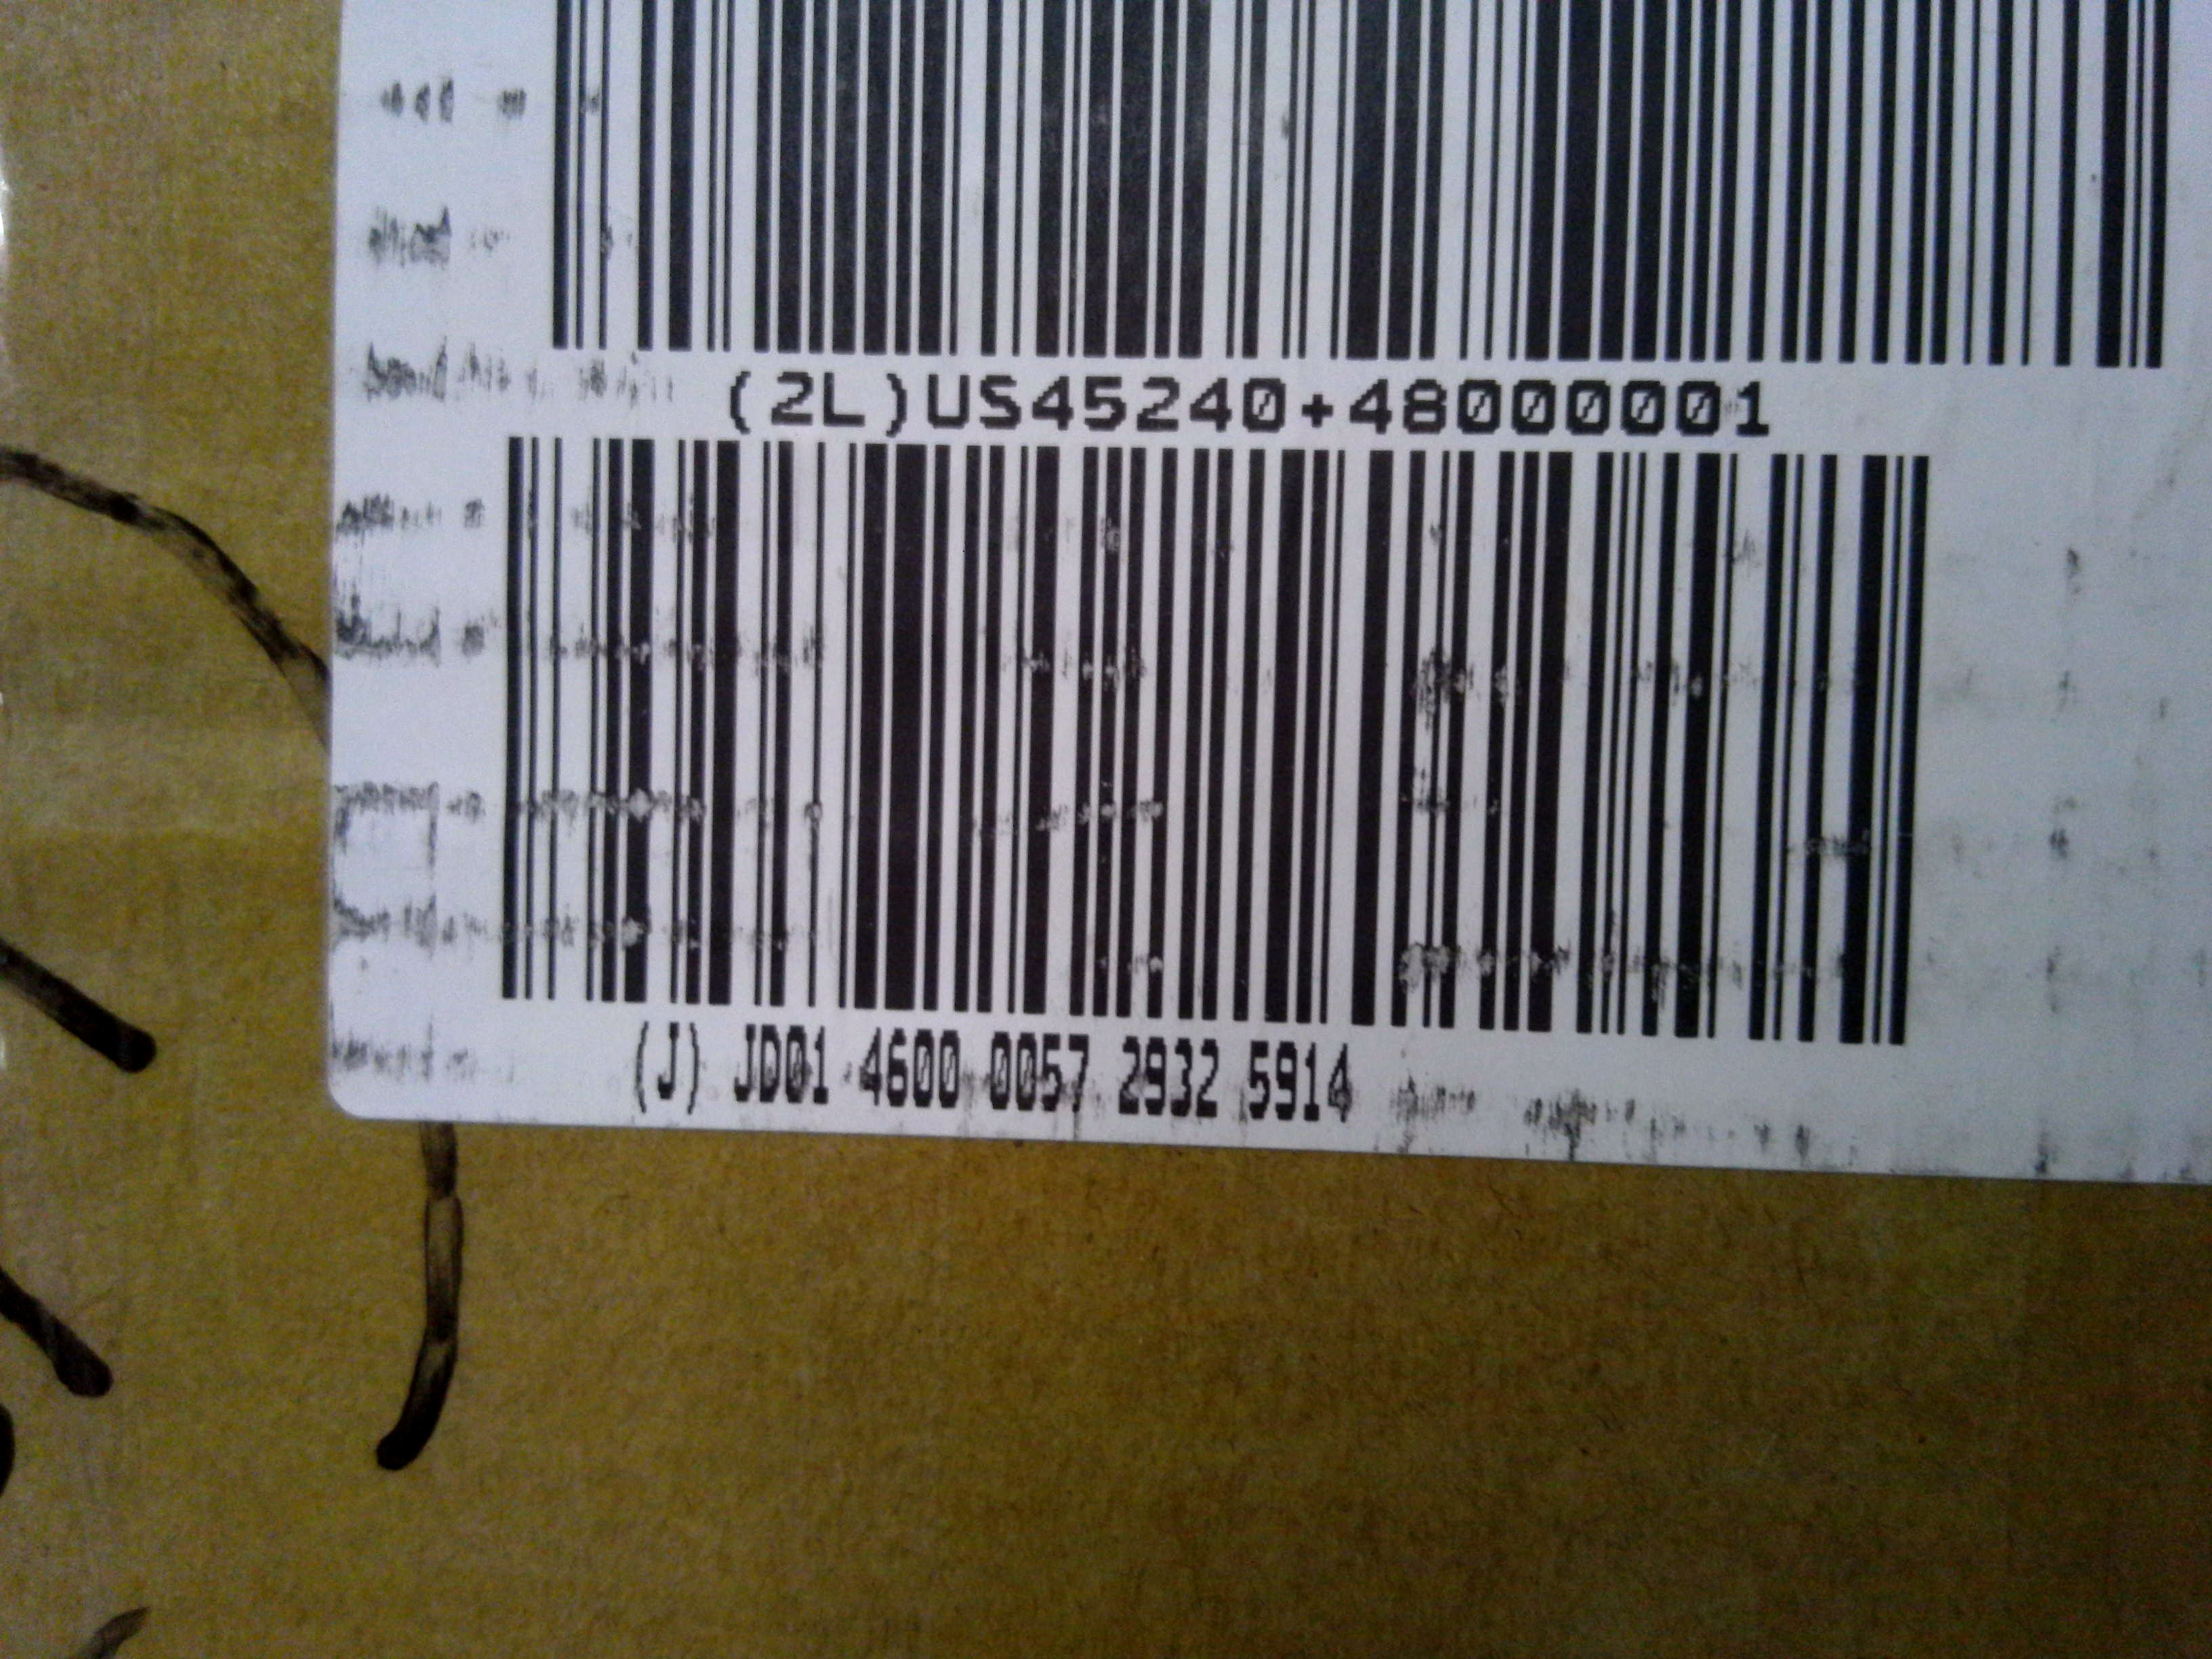 (2L)US45240+48000001
(J) JD01 4600 0057 2932 5914